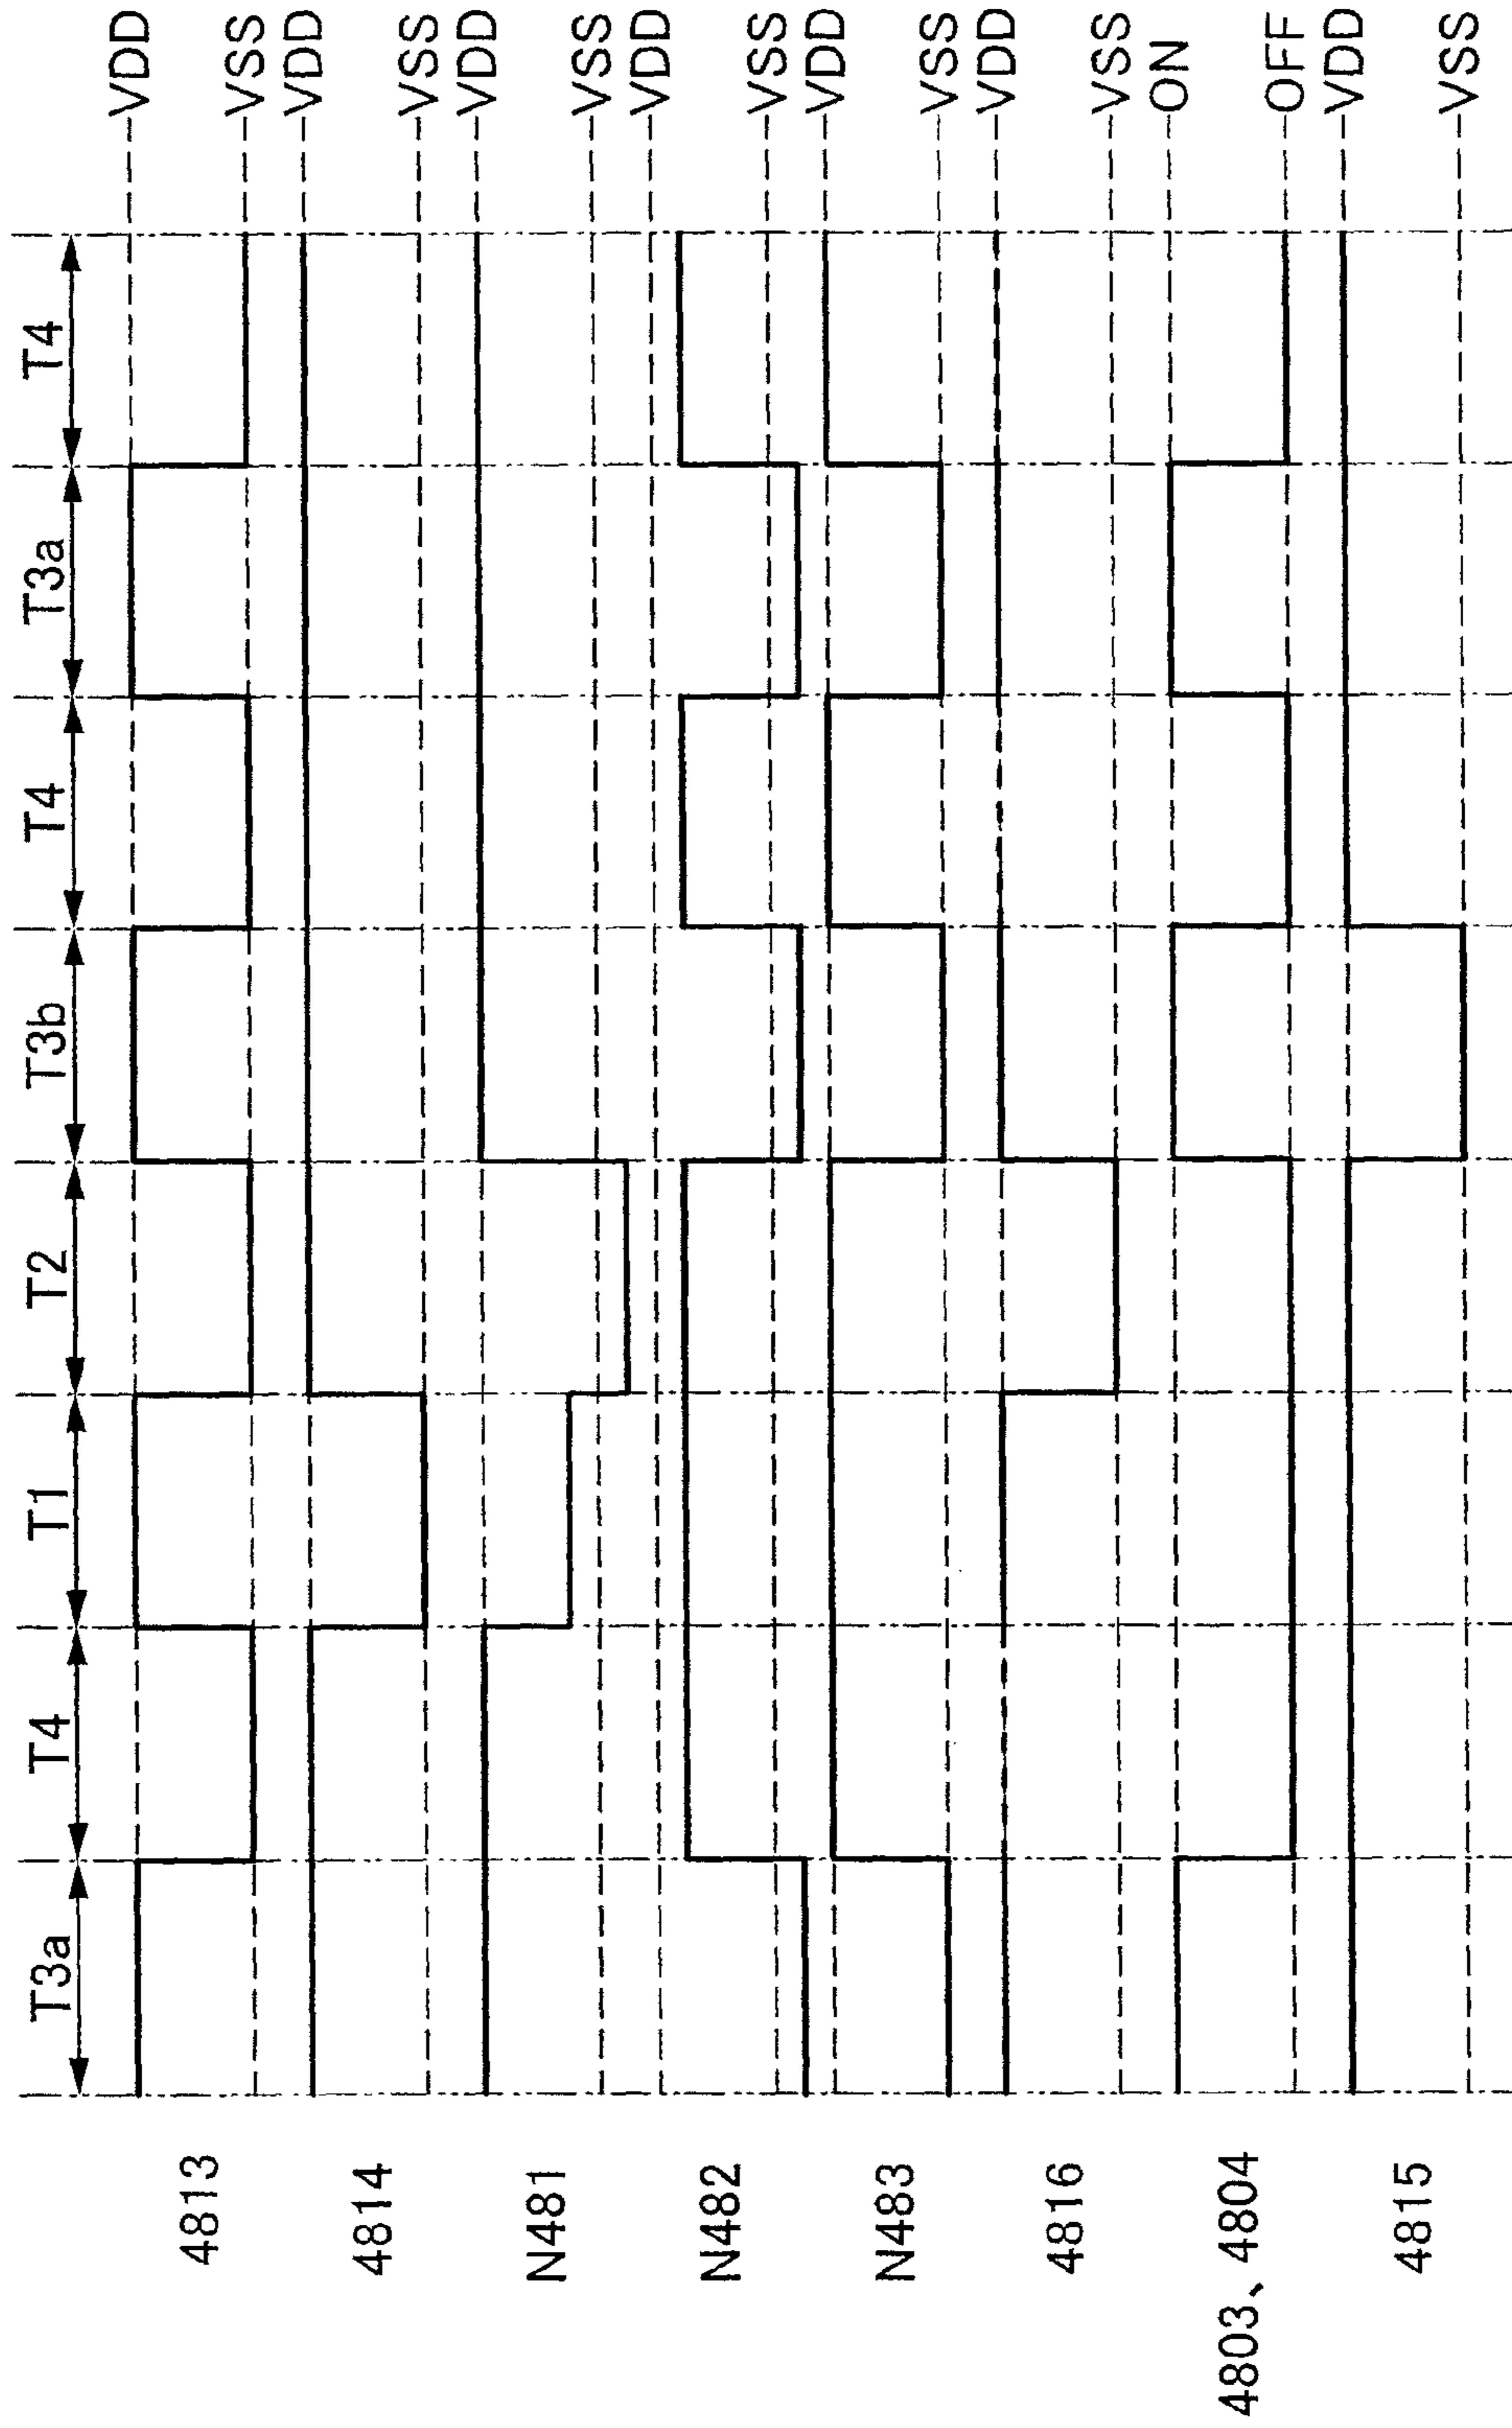 T3a
T4
T1
T2
T3b
T4
T3a
T4
4813
VDD
VSS
4814
VDD
VSS
N481
VDD
VSS
N482
VDD
VSS
N483
VDD
VSS
4816
VDD
VSS
4803、4804
ON
OFF
4815
VDD
VSS